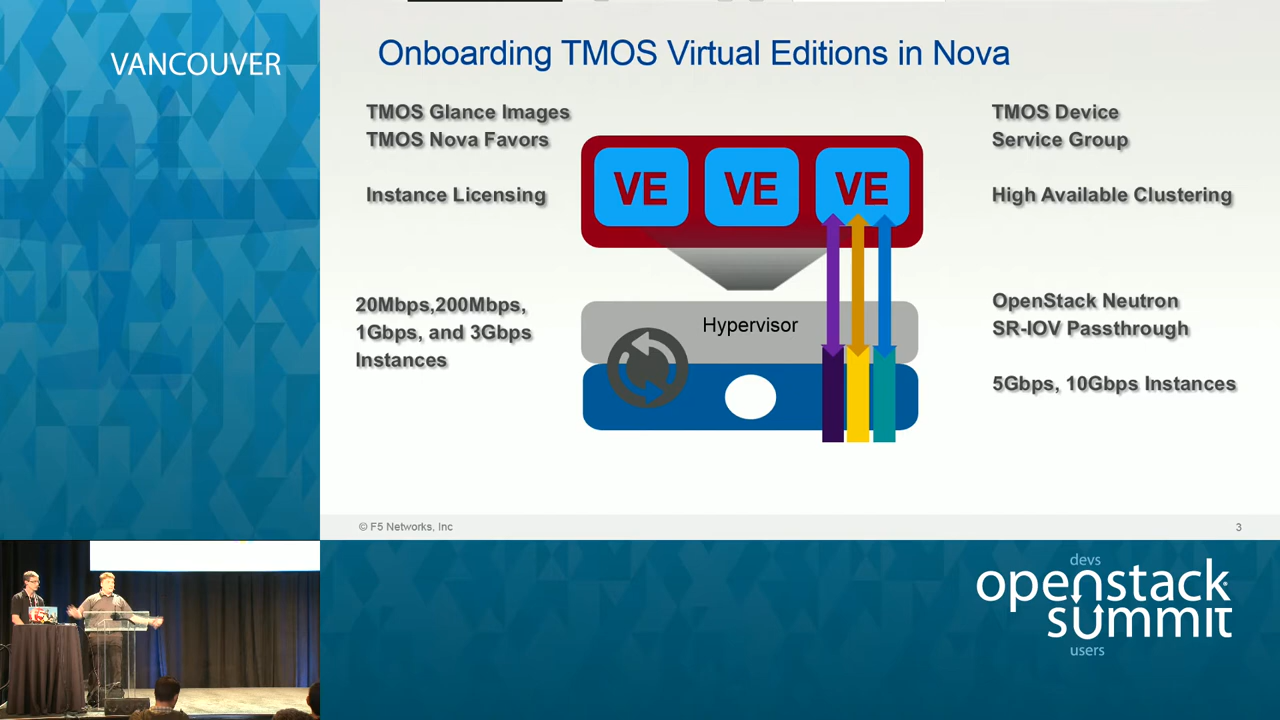 VANCOUVER
Onboarding TMOS Virtual Editions in Nova
TMOS Glance Images
TMOS Nova Favors
Instance Licensing
20Mbps,200Mbps,
1Gbps, and 3Gbps
Instances
VE
VE
VE
Hypervisor
TMOS Device
Service Group
High Available Clustering
OpenStack Neutron
SR-IOV Passthrough
5Gbps, 10Gbps Instances
© F5 Networks, Inc
3
devs
openstack
summit
users